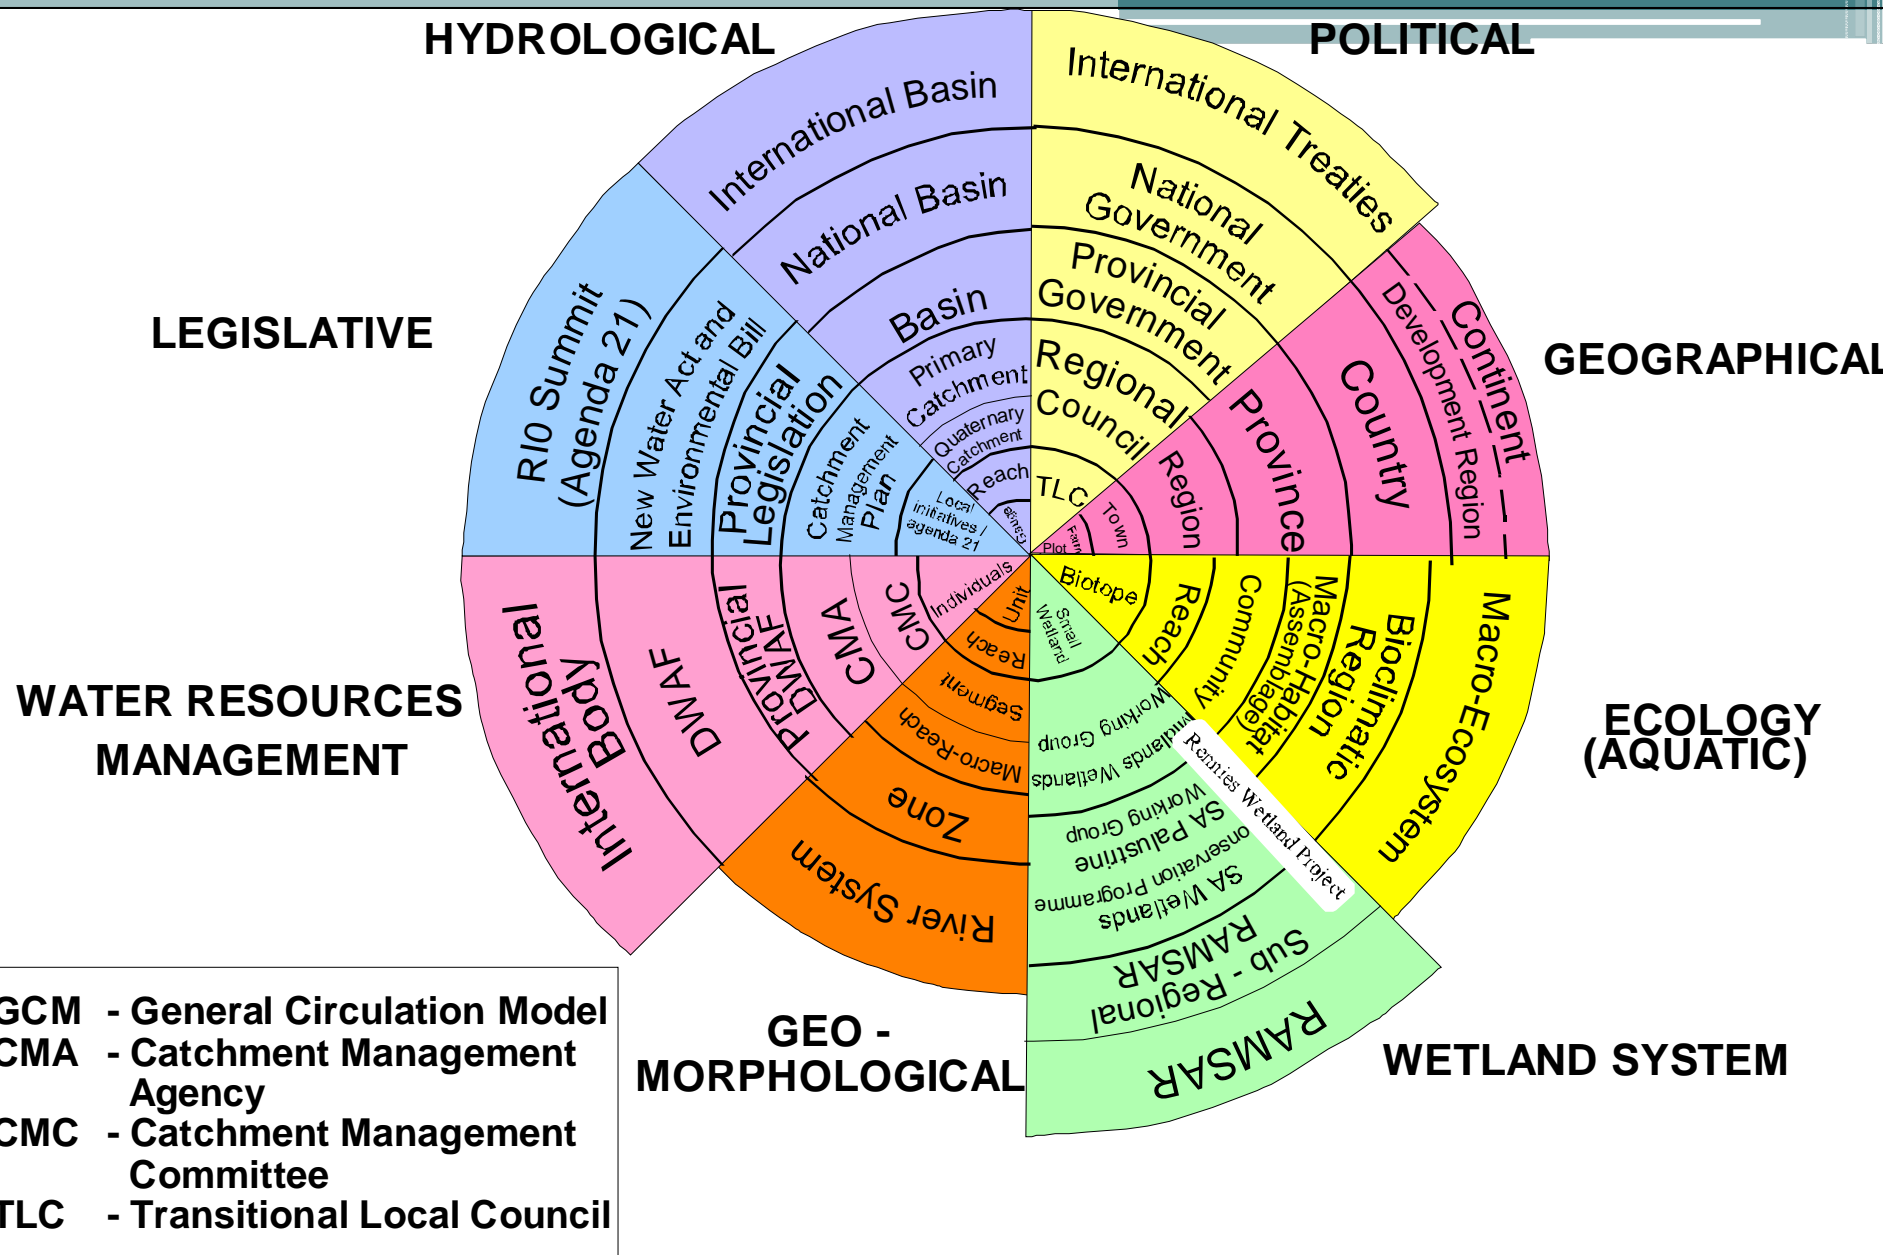 HYDROLOGICAL
POLITICAL
LEGISLATIVE
GEOGRAPHICAL
WATER RESOURCES
MANAGEMENT
ECOLOGY
(AQUATIC)
GEO -
MORPHOLOGICAL
WETLAND SYSTEM
International Basin
National Basin
Basin
Primary
Catchment
Quaternary
Catchment
Reach
International Treaties
National
Government
Provincial
Government
Regional
Council
TLC
Continent
Development Region
Country
Province
Region
Town
Farm
Plot
Macro-Ecosystem
Bioclimatic
Region
Macro-Habitat
(Assemblage)
Community
Reach
Biotope
Small
Wetland
Working Group
Midlands Wetlands
Rennies Wetland Project
Working Group
SA Palustrine
onservation Programme
SA Wetlands
RAMSAR
Sub - Regional
RAMSAR
Unit
Reach
Segment
Macro-Reach
Zone
River System
Individuals
CMC
CMA
Provincial
DWAF
DWAF
International
Body
RI0 Summit
(Agenda 21)
New Water Act and
Environmental Bill
Provincial
Legislation
Catchment
Management
Plan
Local
initiatives /
agenda 21
GCM - General Circulation Model
CMA - Catchment Management
Agency
CMC - Catchment Management
Committee
TLC - Transitional Local Council